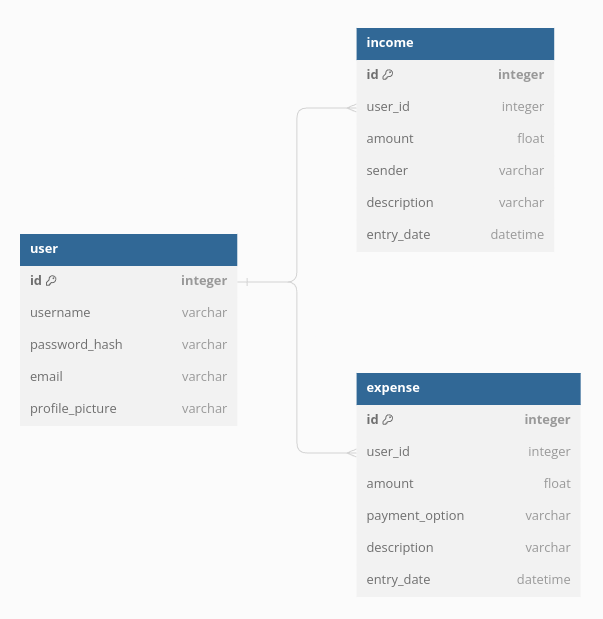 income
id integer
user_id integer
amount float
sender varchar
description varchar
entry_date datetime
user
id integer
username varchar
password_hash varchar
email varchar
profile_picture varchar
expense
id integer
user_id integer
amount float
payment_option varchar
description varchar
entry_date datetime